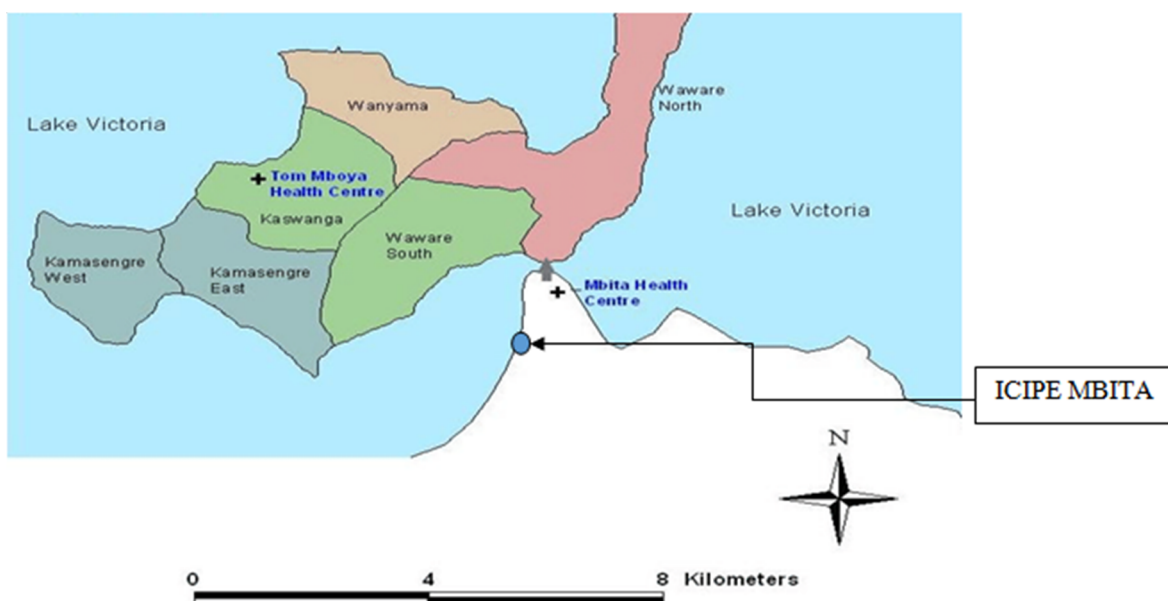 Waware
North
Wanyama
Lake Victoria
Tom Mboya
Health Centre
Kaswanga
Lake Victoria
Waware
South
Kamasengre
West
Kamasengre
East
Mbita Health
Centre
ICIPE MBITA
N
0 4 8 Kilometers